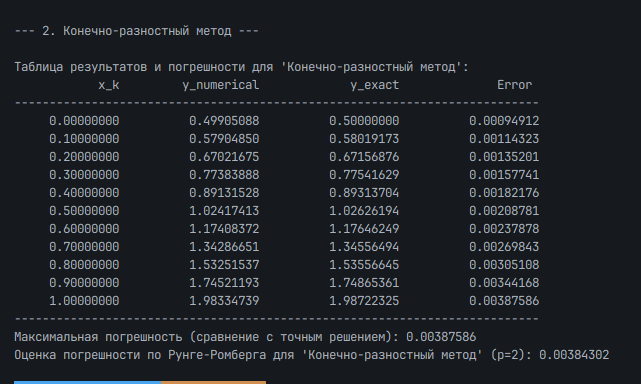 --- 2. Конечно-разностный метод ---
Таблица результатов и погрешности для 'Конечно-разностный метод':
x_k y_numerical y_exact Error
---------------------------------------------------------------------------
0.00000000 0.49905088 0.50000000 0.00094912
0.10000000 0.57904850 0.58019173 0.00114323
0.20000000 0.67021675 0.67156876 0.00135201
0.30000000 0.77383888 0.77541629 0.00157741
0.40000000 0.89131528 0.89313704 0.00182176
0.50000000 1.02417413 1.02626194 0.00208781
0.60000000 1.17408372 1.17646249 0.00237878
0.70000000 1.34286651 1.34556494 0.00269843
0.80000000 1.53251537 1.53556645 0.00305108
0.90000000 1.74521193 1.74865361 0.00344168
1.00000000 1.98334739 1.98722325 0.00387586
---------------------------------------------------------------------------
Максимальная погрешность (сравнение с точным решением): 0.00387586
Оценка погрешности по Рунге-Ромберга для 'Конечно-разностный метод' (p=2): 0.00384302